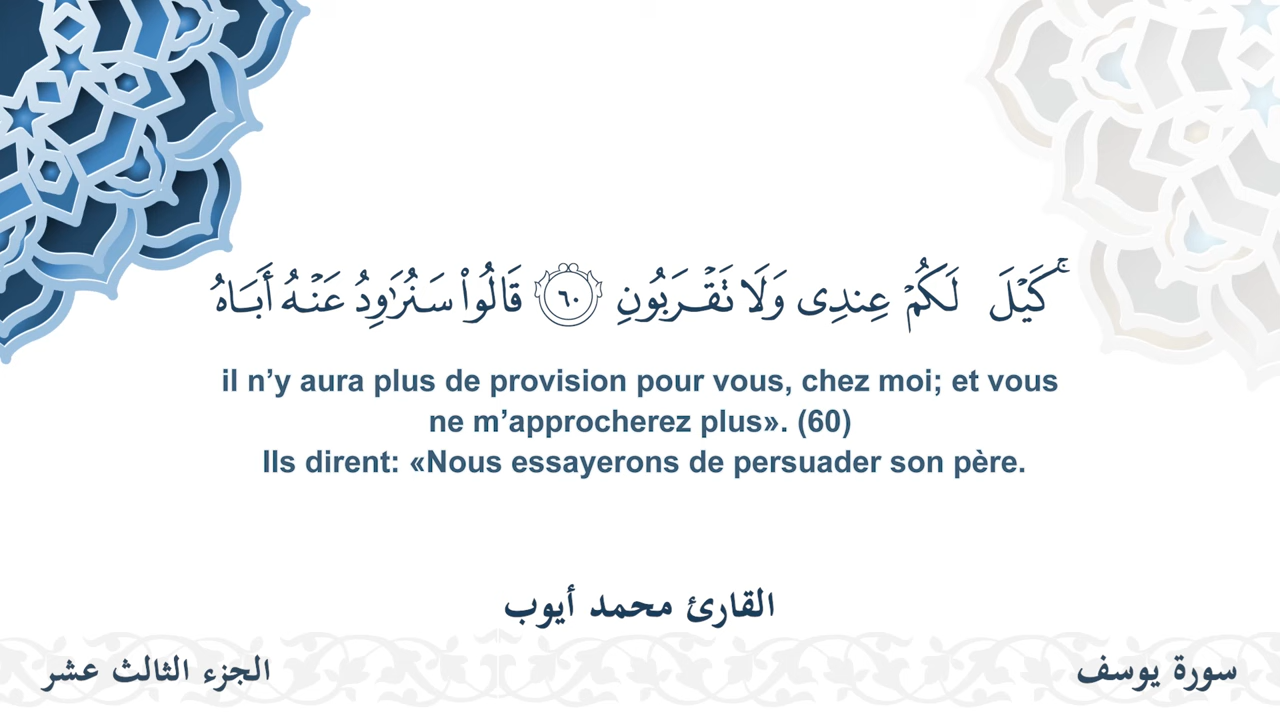 كَيْلَ لَكُمْ عِندِى وَلَا تَقْرَبُونِ ٦٠ قَالُوا۟ سَنُرَٰوِدُ عَنْهُ أَبَاهُ
il n’y aura plus de provision pour vous, chez moi; et vous
ne m’approcherez plus». (60)
Ils dirent: «Nous essayerons de persuader son père.
القارئ محمد أيوب
سورة يوسف
الجزء الثالث عشر